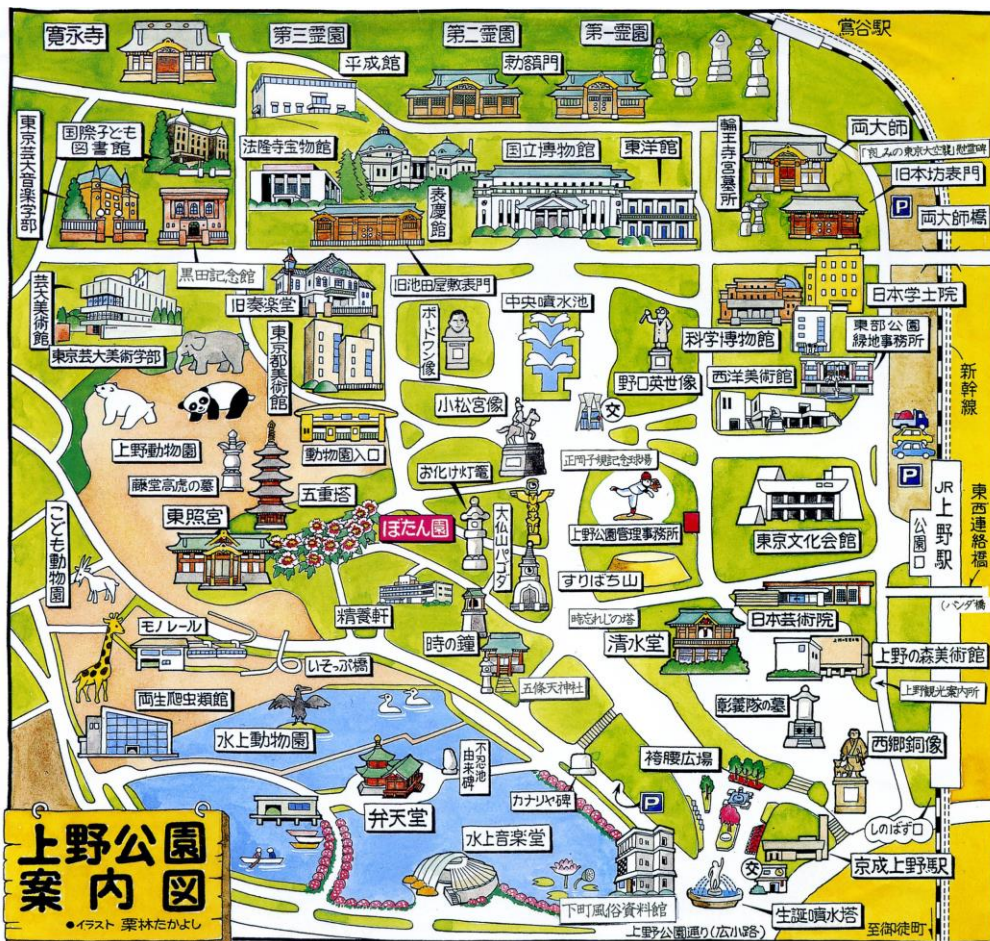 寛永寺
第三霊園
第二霊園
第一霊園
鶯谷駅
平成館
勅額門
東京芸大音楽学部
国際子ども
図書館
法隆寺宝物館
国立博物館
東洋館
輪王寺宮墓所
両大師
旧本坊表門
P
両大師橋
表慶館
黒田記念館
旧奏楽堂
旧池田屋敷表門
芸大美術館
東京芸大美術学部
東京都美術館
ボードワン像
中央噴水池
野口英世像
科学博物館
日本学士院
東部公園
緑地事務所
西洋美術館
新幹線
小松宮像
交
上野動物園
動物園入口
藤堂高虎の墓
お化け灯籠
正岡子規記念球場
P
五重塔
東照宮
ぼたん園
大仏山パゴダ
上野公園管理事務所
東京文化会館
JR上野駅
公園口
東西連絡橋
(パンダ橋
こども動物園
すりばち山
精養軒
時忘れじの塔
清水堂
日本芸術院
モノレール
いそっぷ橋
時の鐘
上野の森美術館
五條天神社
上野観光案内所
両生爬虫類館
水上動物園
彰義隊の墓
西郷銅像
袴腰広場
不忍池
由来碑
弁天堂
カナリヤ碑
P
しのばず口
水上音楽堂
京成上野駅
交
下町風俗資料館
生誕噴水塔
上野公園通り(広小路)
至御徒町
上野公園
案内図
●イラスト 栗林たかよし